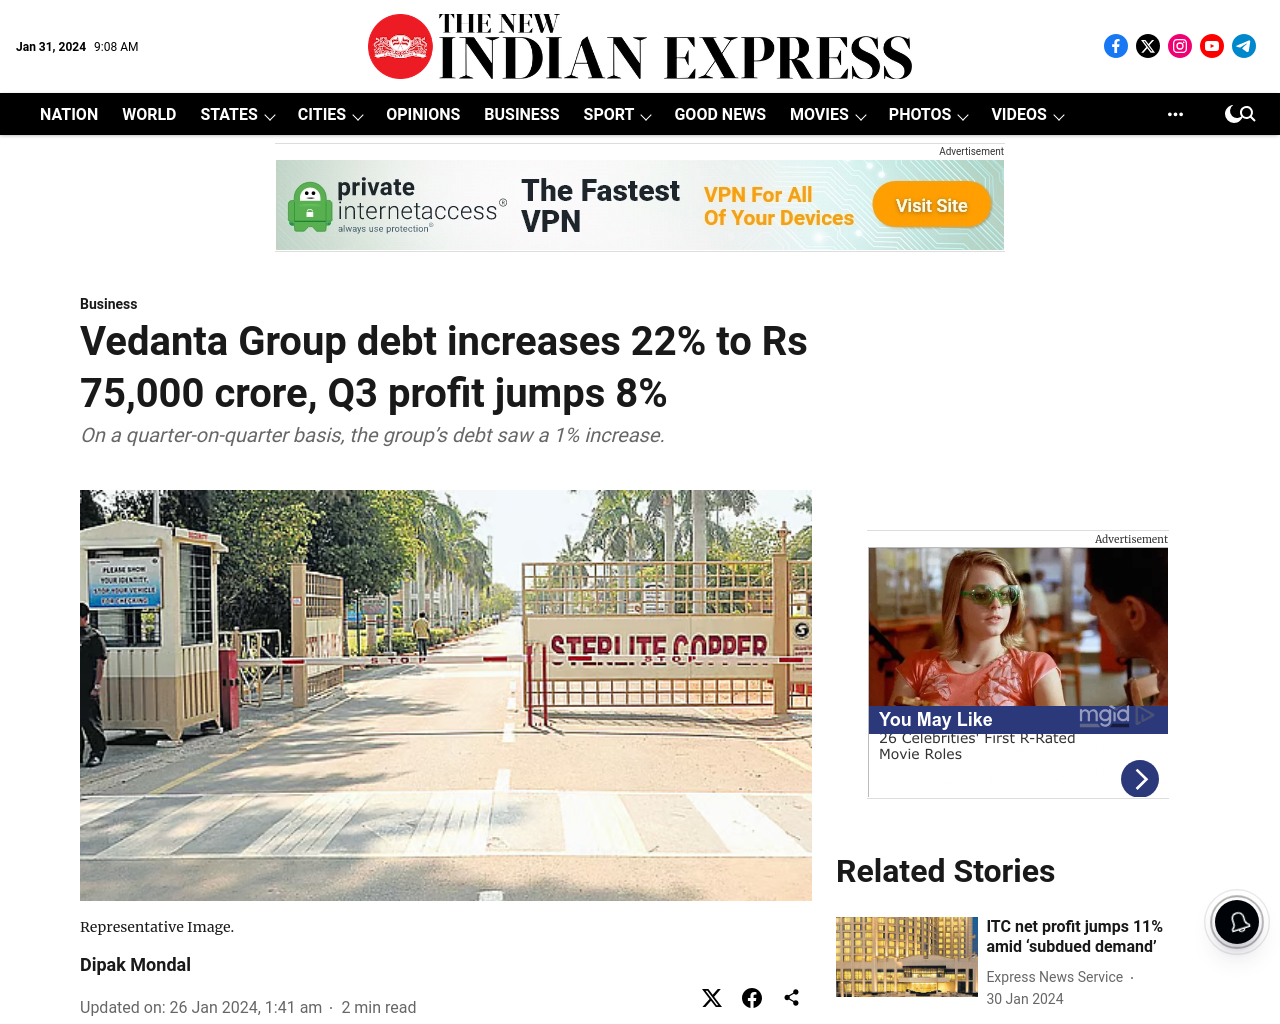 Jan 31, 2024 9:08 AM
THE NEW
INDIAN EXPRESS
NATION WORLD STATES CITIES OPINIONS BUSINESS SPORT GOOD NEWS MOVIES PHOTOS VIDEOS
Advertisement
private
internetaccess®
always use protection®
The Fastest
VPN
VPN For All
Of Your Devices
Visit Site
Business
Vedanta Group debt increases 22% to Rs
75,000 crore, Q3 profit jumps 8%
On a quarter-on-quarter basis, the group’s debt saw a 1% increase.
SECURITY
PLEASE SHOW
YOUR IDENTITY,
STOP YOUR VEHICLE
FOR CHECKING
STERLITE COPPER
STOP
STOP
Advertisement
You May Like
mgid
26 Celebrities' First R-Rated
Movie Roles
Representative Image.
Dipak Mondal
Updated on: 26 Jan 2024, 1:41 am · 2 min read
Related Stories
ITC net profit jumps 11%
amid ‘subdued demand’
Express News Service ·
30 Jan 2024